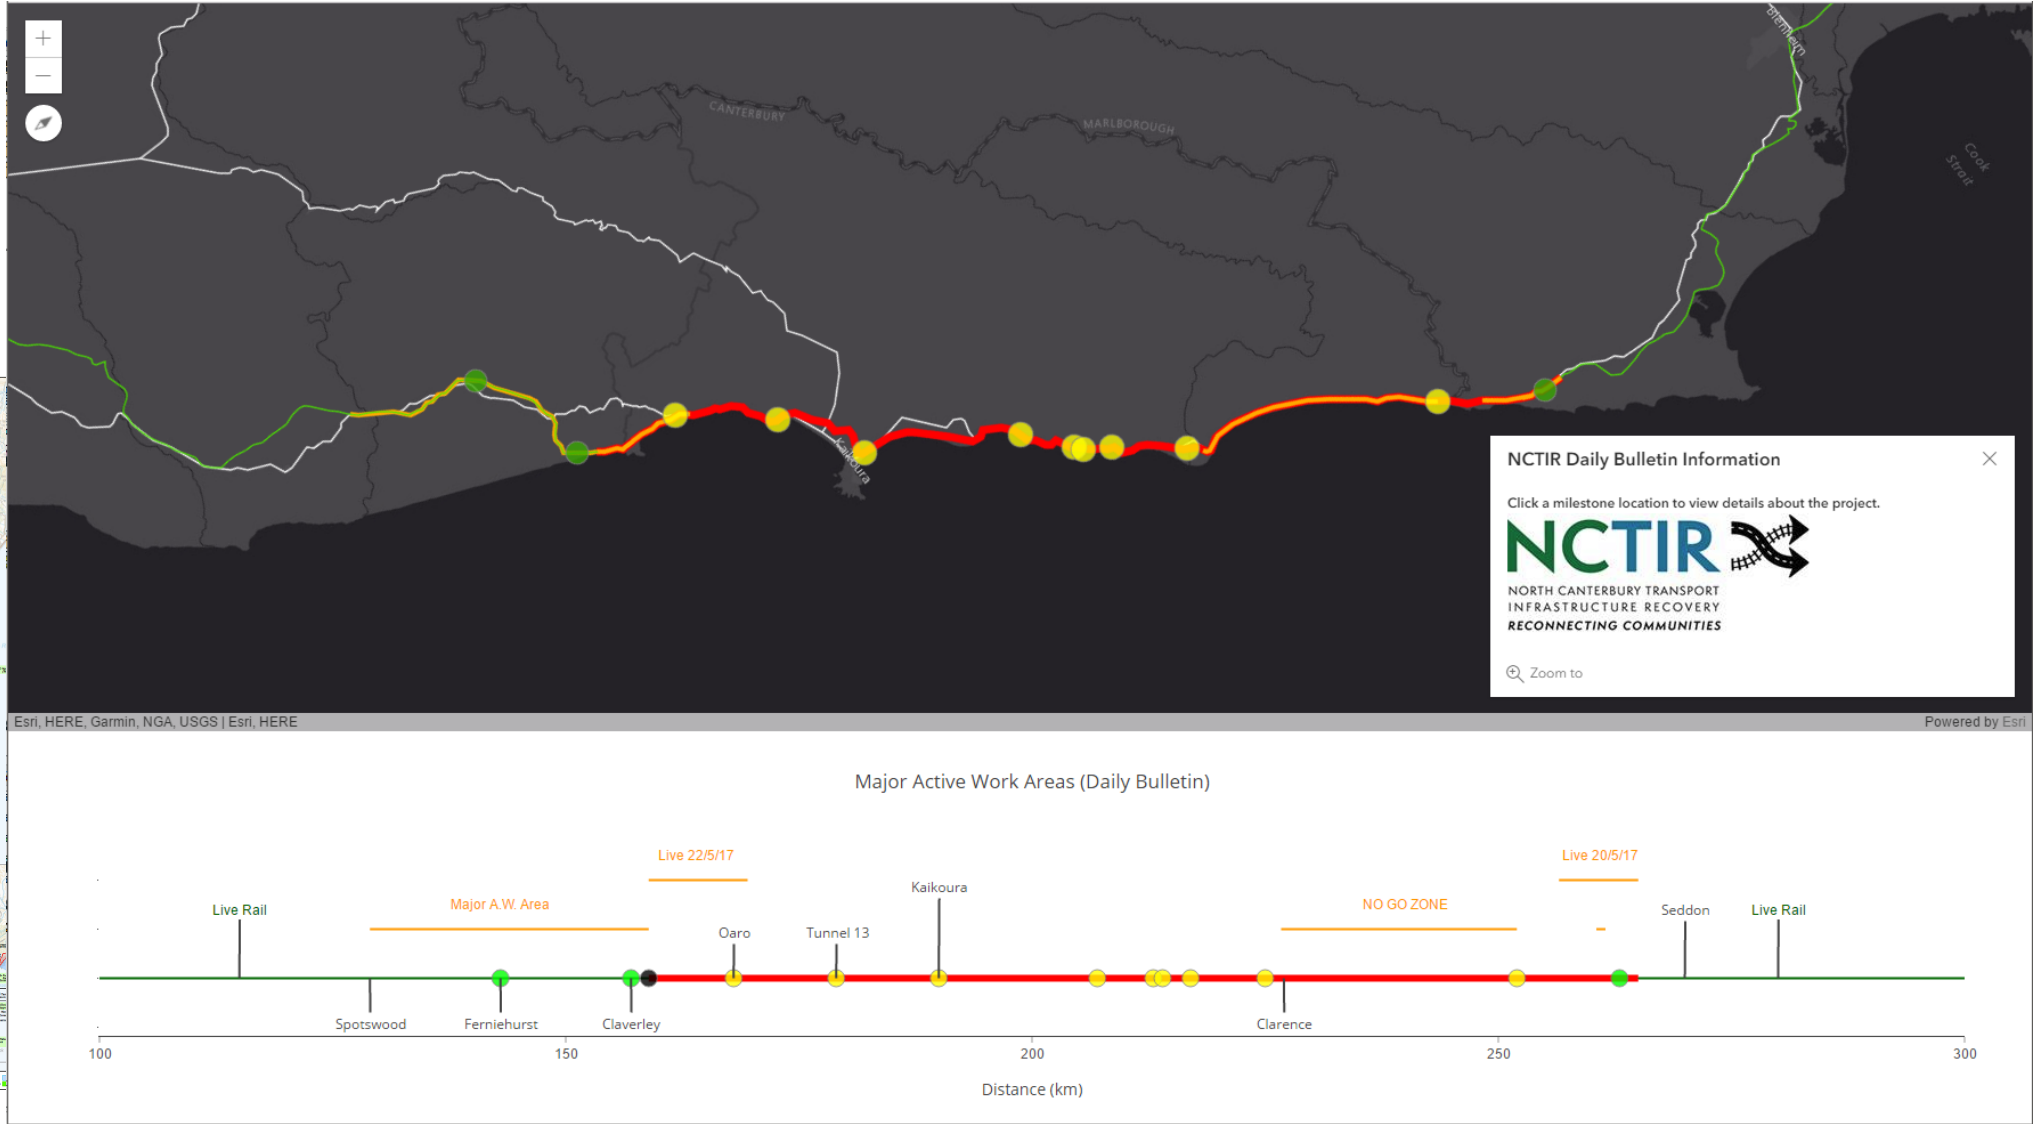 +
−
CANTERBURY
MARLBOROUGH
Blenheim
Cook
Strait
Kaikoura
NCTIR Daily Bulletin Information
Click a milestone location to view details about the project.
NCTIR
NORTH CANTERBURY TRANSPORT
INFRASTRUCTURE RECOVERY
RECONNECTING COMMUNITIES
Zoom to
Esri, HERE, Garmin, NGA, USGS | Esri, HERE
Powered by Esri
Major Active Work Areas (Daily Bulletin)
Live 22/5/17
Live 20/5/17
Kaikoura
Live Rail
Major A.W. Area
NO GO ZONE
Seddon
Live Rail
Oaro
Tunnel 13
Spotswood
Ferniehurst
Claverley
Clarence
100
150
200
250
300
Distance (km)